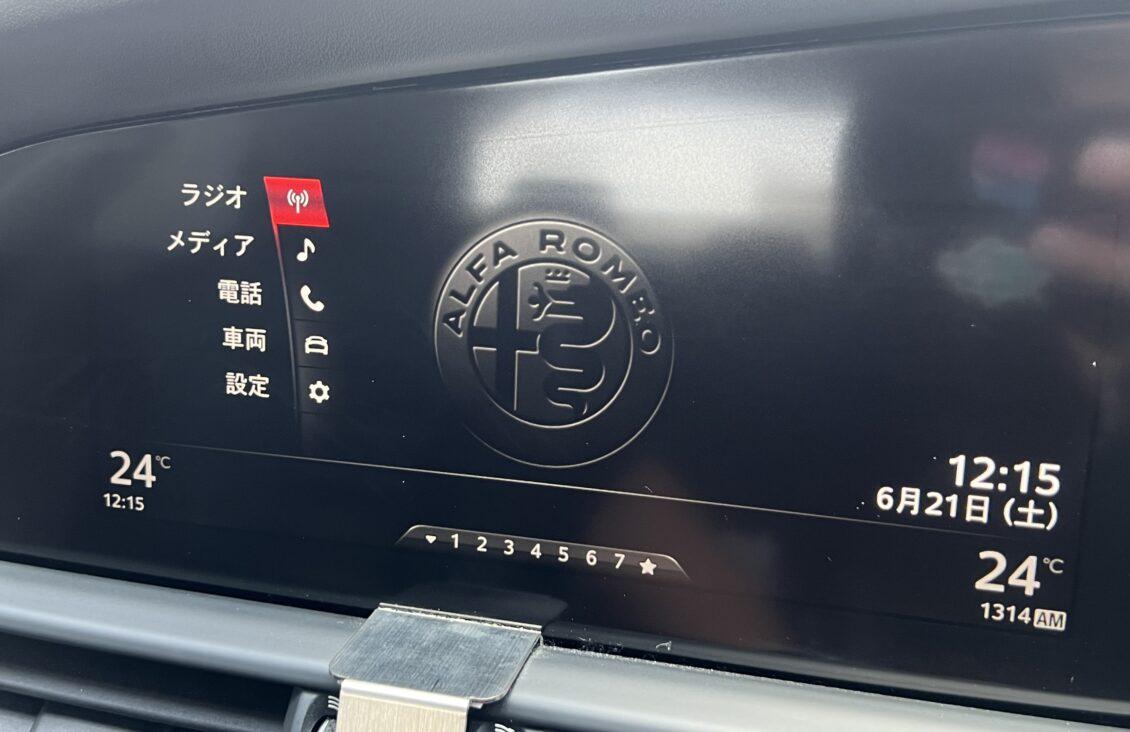 ラジオ
メディア
電話
車両
設定
ALFA ROMEO
24℃
12:15
12:15
6月21日 (土)
1 2 3 4 5 6 7
24℃
1314 AM